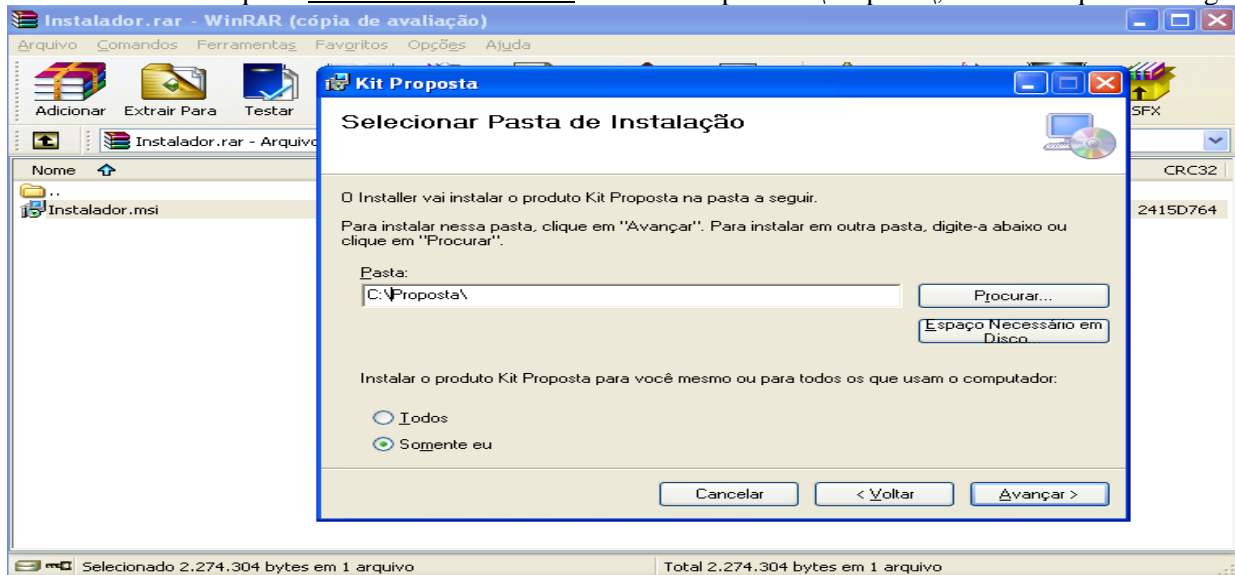 Instalador.rar - WinRAR (cópia de avaliação)
Arquivo Comandos Ferramentas Favoritos Opções Ajuda
Adicionar Extrair Para Testar SFX
Instalador.rar - Arquivo
Nome CRC32
..
Instalador.msi 2415D764
Kit Proposta
Selecionar Pasta de Instalação
O Installer vai instalar o produto Kit Proposta na pasta a seguir.
Para instalar nessa pasta, clique em "Avançar". Para instalar em outra pasta, digite-a abaixo ou
clique em "Procurar".
Pasta:
C:\Proposta\
Procurar...
Espaço Necessário em
Disco...
Instalar o produto Kit Proposta para você mesmo ou para todos os que usam o computador:
Todos
Somente eu
Cancelar < Voltar Avançar >
Selecionado 2.274.304 bytes em 1 arquivo Total 2.274.304 bytes em 1 arquivo